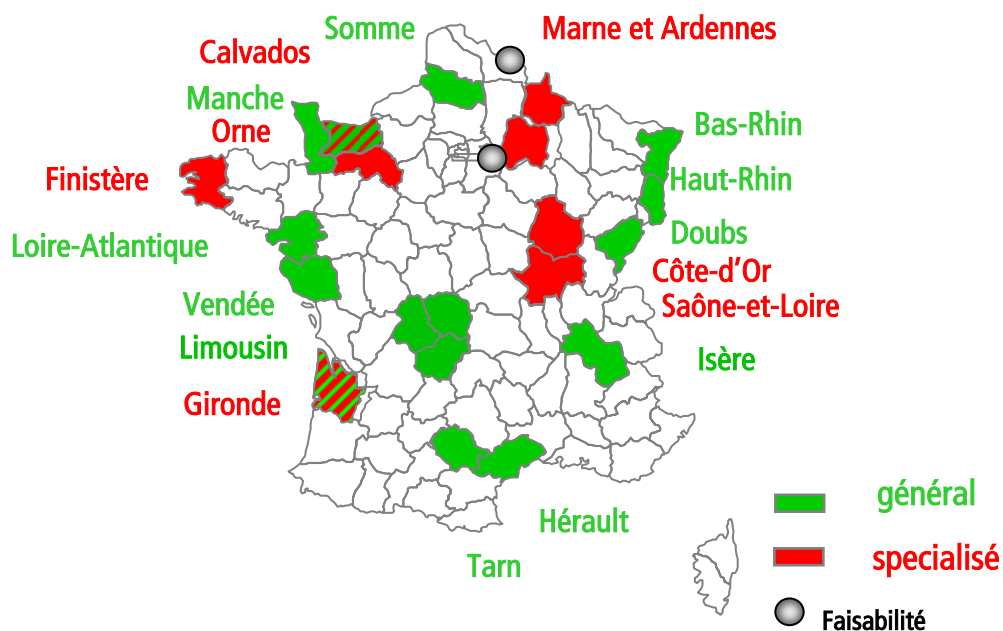 Somme
Marne et Ardennes
Calvados
Manche
Orne
Bas-Rhin
Finistère
Haut-Rhin
Loire-Atlantique
Doubs
Côte-d'Or
Saône-et-Loire
Vendée
Limousin
Isère
Gironde
général
Hérault
specialisé
Tarn
Faisabilité